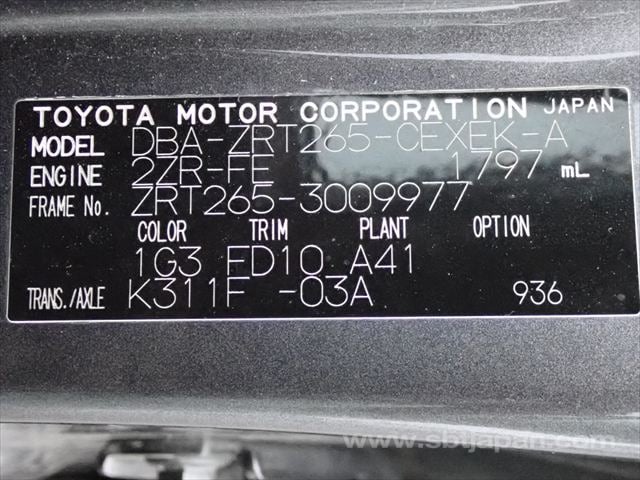 TOYOTA MOTOR CORPORATION JAPAN
MODEL DBA-ZRT265-CEXEK-A
ENGINE 2ZR-FE 1797 mL
FRAME No. ZRT265-3009977
COLOR TRIM PLANT OPTION
1G3 FD10 A41
TRANS./AXLE K311F -03A 936
www.sbtjapan.com